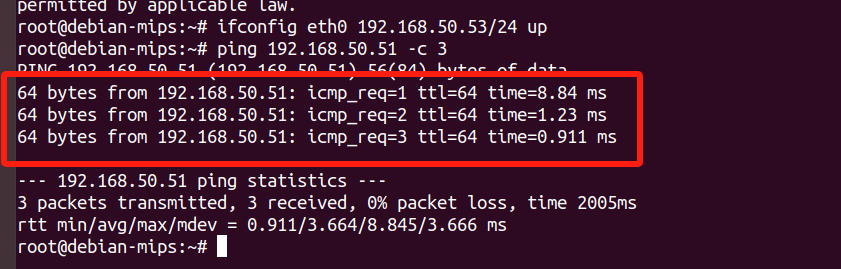 permitted by applicable law.
root@debian-mips:~# ifconfig eth0 192.168.50.53/24 up
root@debian-mips:~# ping 192.168.50.51 -c 3
PING 192.168.50.51 (192.168.50.51) 56(84) bytes of data.
64 bytes from 192.168.50.51: icmp_req=1 ttl=64 time=8.84 ms
64 bytes from 192.168.50.51: icmp_req=2 ttl=64 time=1.23 ms
64 bytes from 192.168.50.51: icmp_req=3 ttl=64 time=0.911 ms
--- 192.168.50.51 ping statistics ---
3 packets transmitted, 3 received, 0% packet loss, time 2005ms
rtt min/avg/max/mdev = 0.911/3.664/8.845/3.666 ms
root@debian-mips:~#